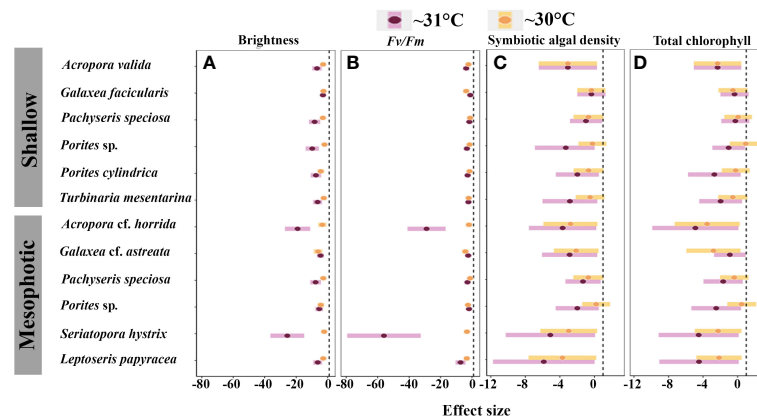 ~31°C ~30°C
Brightness Fv/Fm Symbiotic algal density Total chlorophyll
A B C D
Shallow
Acropora valida
Galaxea facicularis
Pachyseris speciosa
Porites sp.
Porites cylindrica
Turbinaria mesentarina
Mesophotic
Acropora cf. horrida
Galaxea cf. astreata
Pachyseris speciosa
Porites sp.
Seriatopora hystrix
Leptoseris papyracea
-80 -60 -40 -20 0 -80 -60 -40 -20 0 -12 -8 -4 0 -12 -8 -4 0
Effect size